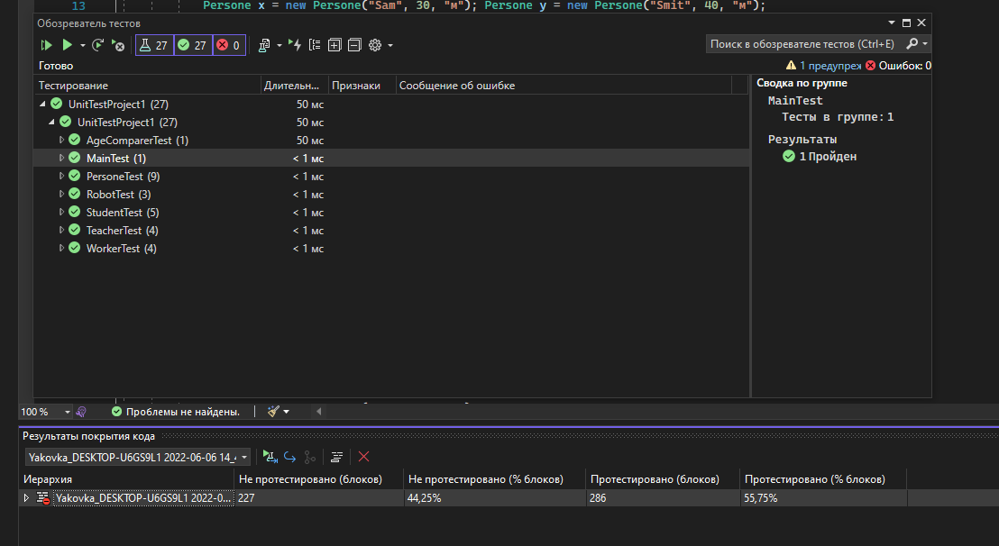 13 Persone x = new Persone("Sam", 30, "м"); Persone y = new Persone("Smit", 40, "м");
Обозреватель тестов
27 27 0 Поиск в обозревателе тестов (Ctrl+E)
Готово 1 предупреж Ошибок: 0
Тестирование Длительн... Признаки Сообщение об ошибке
UnitTestProject1 (27) 50 мс
UnitTestProject1 (27) 50 мс
AgeComparerTest (1) 50 мс
MainTest (1) < 1 мс
PersoneTest (9) < 1 мс
RobotTest (3) < 1 мс
StudentTest (5) < 1 мс
TeacherTest (4) < 1 мс
WorkerTest (4) < 1 мс
Сводка по группе
MainTest
Тесты в группе: 1
Результаты
1 Пройден
100 % Проблемы не найдены.
Результаты покрытия кода
Yakovka_DESKTOP-U6GS9L1 2022-06-06 14_
Иерархия Не протестировано (блоков) Не протестировано (% блоков) Протестировано (блоков) Протестировано (% блоков)
Yakovka_DESKTOP-U6GS9L1 2022-0... 227 44,25% 286 55,75%